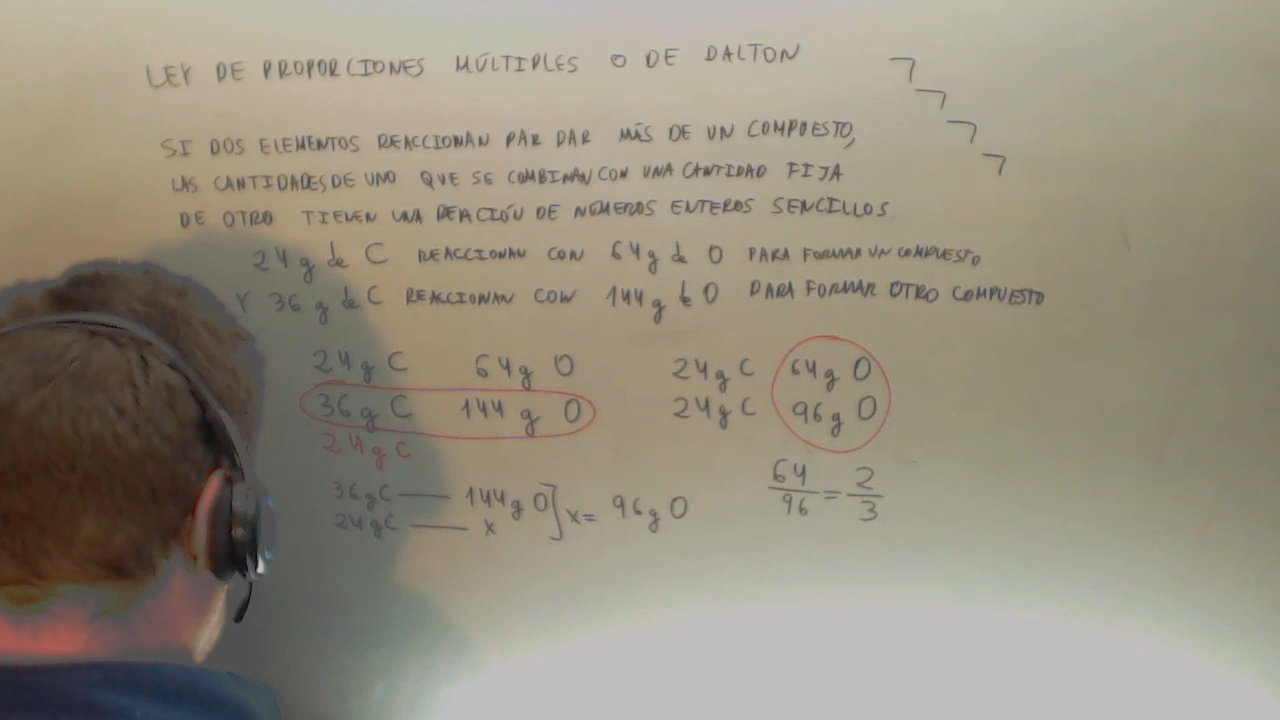 LEY DE PROPORCIONES MÚLTIPLES O DE DALTON
SI DOS ELEMENTOS REACCIONAN PAR DAR MÁS DE UN COMPUESTO,
LAS CANTIDADES DE UNO QUE SE COMBINAN CON UNA CANTIDAD FIJA
DE OTRO TIENEN UNA REACIÓN DE NÚMEROS ENTEROS SENCILLOS.
24 g de C REACCIONAN CON 64 g de O PARA FORMAR UN COMPUESTO
Y 36 g de C REACCIONAN CON 144 g de O PARA FORMAR OTRO COMPUESTO
24 g C 64 g O
36 g C 144 g O
24 g C
24 g C 64 g O
24 g C 96 g O
36 g C — 144 g O
24 g C — x
] x = 96 g O
64/96 = 2/3